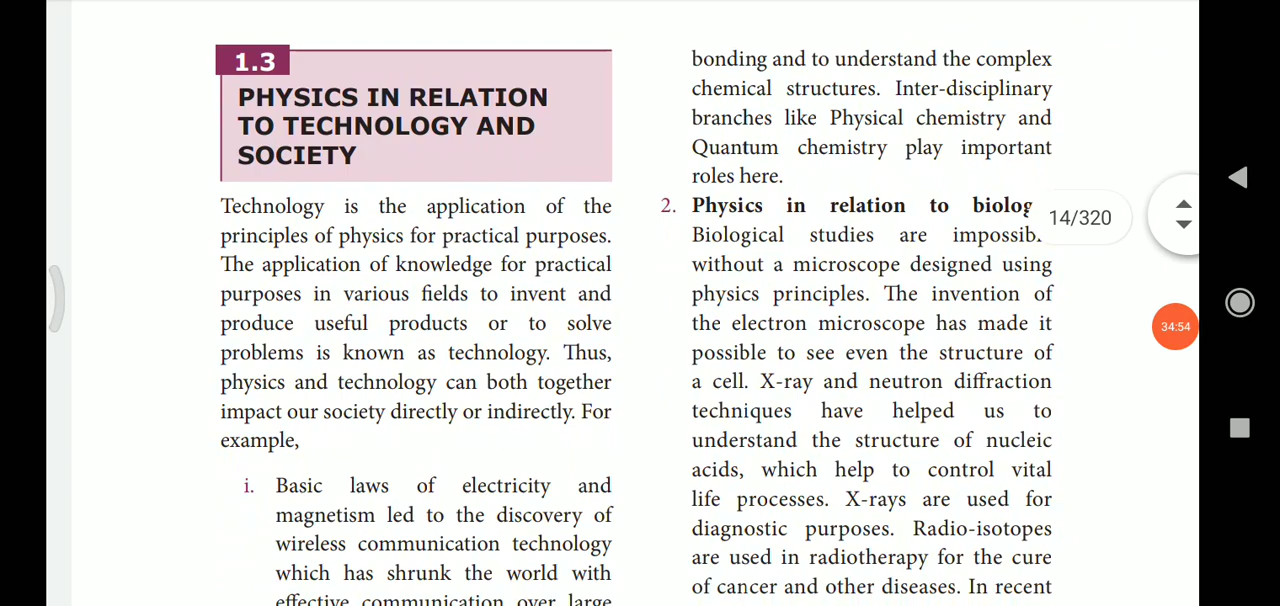 1.3
PHYSICS IN RELATION
TO TECHNOLOGY AND
SOCIETY
Technology is the application of the
principles of physics for practical purposes.
The application of knowledge for practical
purposes in various fields to invent and
produce useful products or to solve
problems is known as technology. Thus,
physics and technology can both together
impact our society directly or indirectly. For
example,
i. Basic laws of electricity and
magnetism led to the discovery of
wireless communication technology
which has shrunk the world with
effective communication over large
bonding and to understand the complex
chemical structures. Inter-disciplinary
branches like Physical chemistry and
Quantum chemistry play important
roles here.
2. Physics in relation to biolog
Biological studies are impossib
without a microscope designed using
physics principles. The invention of
the electron microscope has made it
possible to see even the structure of
a cell. X-ray and neutron diffraction
techniques have helped us to
understand the structure of nucleic
acids, which help to control vital
life processes. X-rays are used for
diagnostic purposes. Radio-isotopes
are used in radiotherapy for the cure
of cancer and other diseases. In recent
14/320
34:54